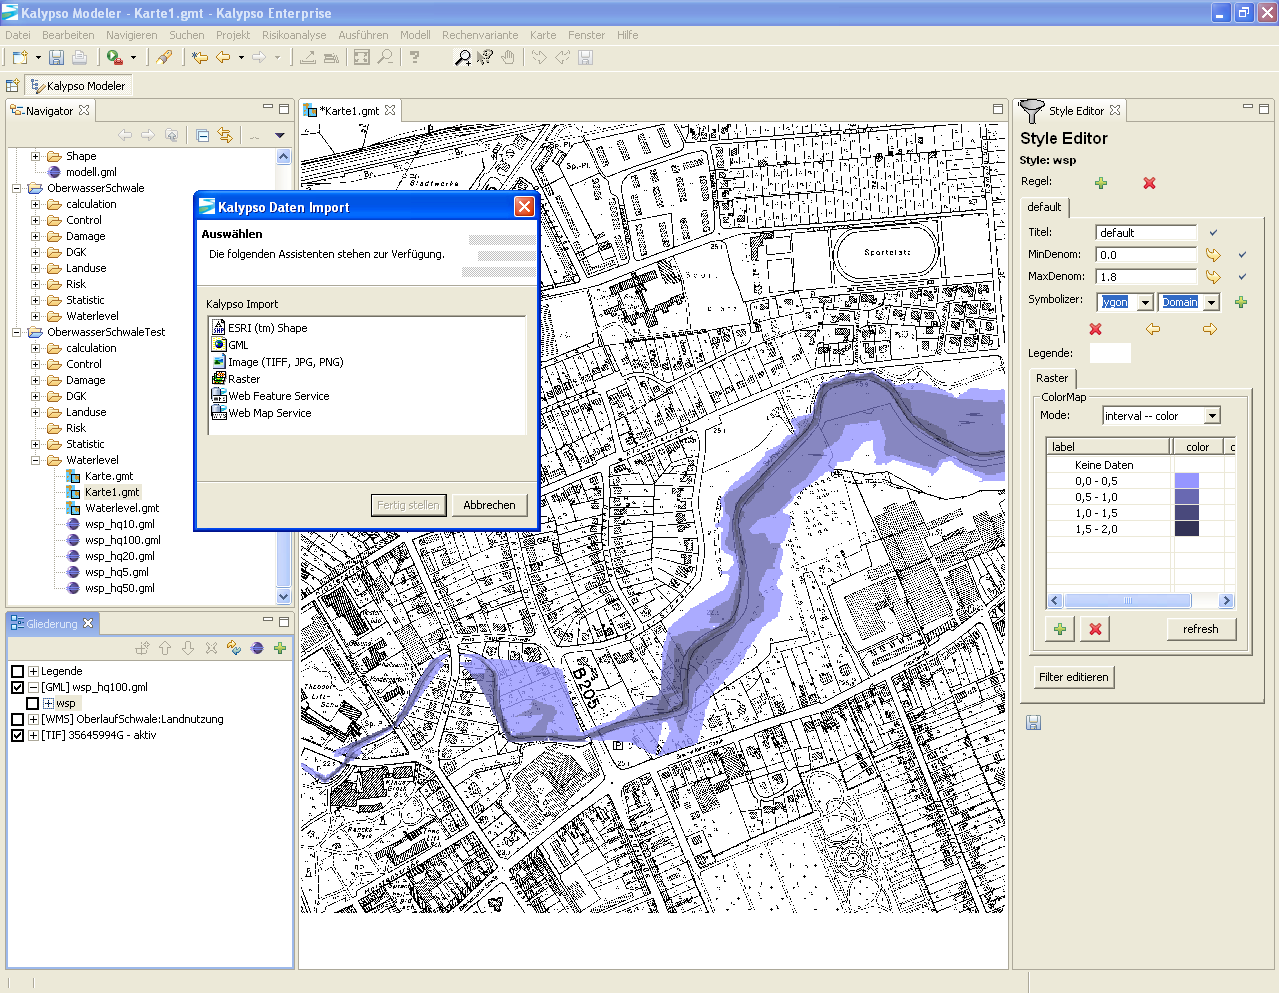 Kalypso Modeler - Karte1.gmt - Kalypso Enterprise
Datei Bearbeiten Navigieren Suchen Projekt Risikoanalyse Ausführen Modell Rechenvariante Karte Fenster Hilfe
Kalypso Modeler
Navigator
Shape
modell.gml
OberwasserSchwale
calculation
Control
Damage
DGK
Landuse
Risk
Statistic
Waterlevel
OberwasserSchwaleTest
calculation
Control
Damage
DGK
Landuse
Risk
Statistic
Waterlevel
Karte.gmt
Karte1.gmt
Waterlevel.gmt
wsp_hq10.gml
wsp_hq100.gml
wsp_hq20.gml
wsp_hq5.gml
wsp_hq50.gml
Gliederung
Legende
[GML] wsp_hq100.gml
wsp
[WMS] OberlaufSchwale:Landnutzung
[TIF] 35645994G - aktiv
*Karte1.gmt
Stadtwerke
Sportplatz
B 205
P
Kalypso Daten Import
Auswählen
Die folgenden Assistenten stehen zur Verfügung.
Kalypso Import
ESRI (tm) Shape
GML
Image (TIFF, JPG, PNG)
Raster
Web Feature Service
Web Map Service
Fertig stellen
Abbrechen
Style Editor
Style Editor
Style: wsp
Regel:
default
Titel: default
MinDenom: 0.0
MaxDenom: 1.8
Symbolizer: lygon Domain
Legende:
Raster
ColorMap
Mode: interval -- color
label color c
Keine Daten
0,0 - 0,5
0,5 - 1,0
1,0 - 1,5
1,5 - 2,0
refresh
Filter editieren